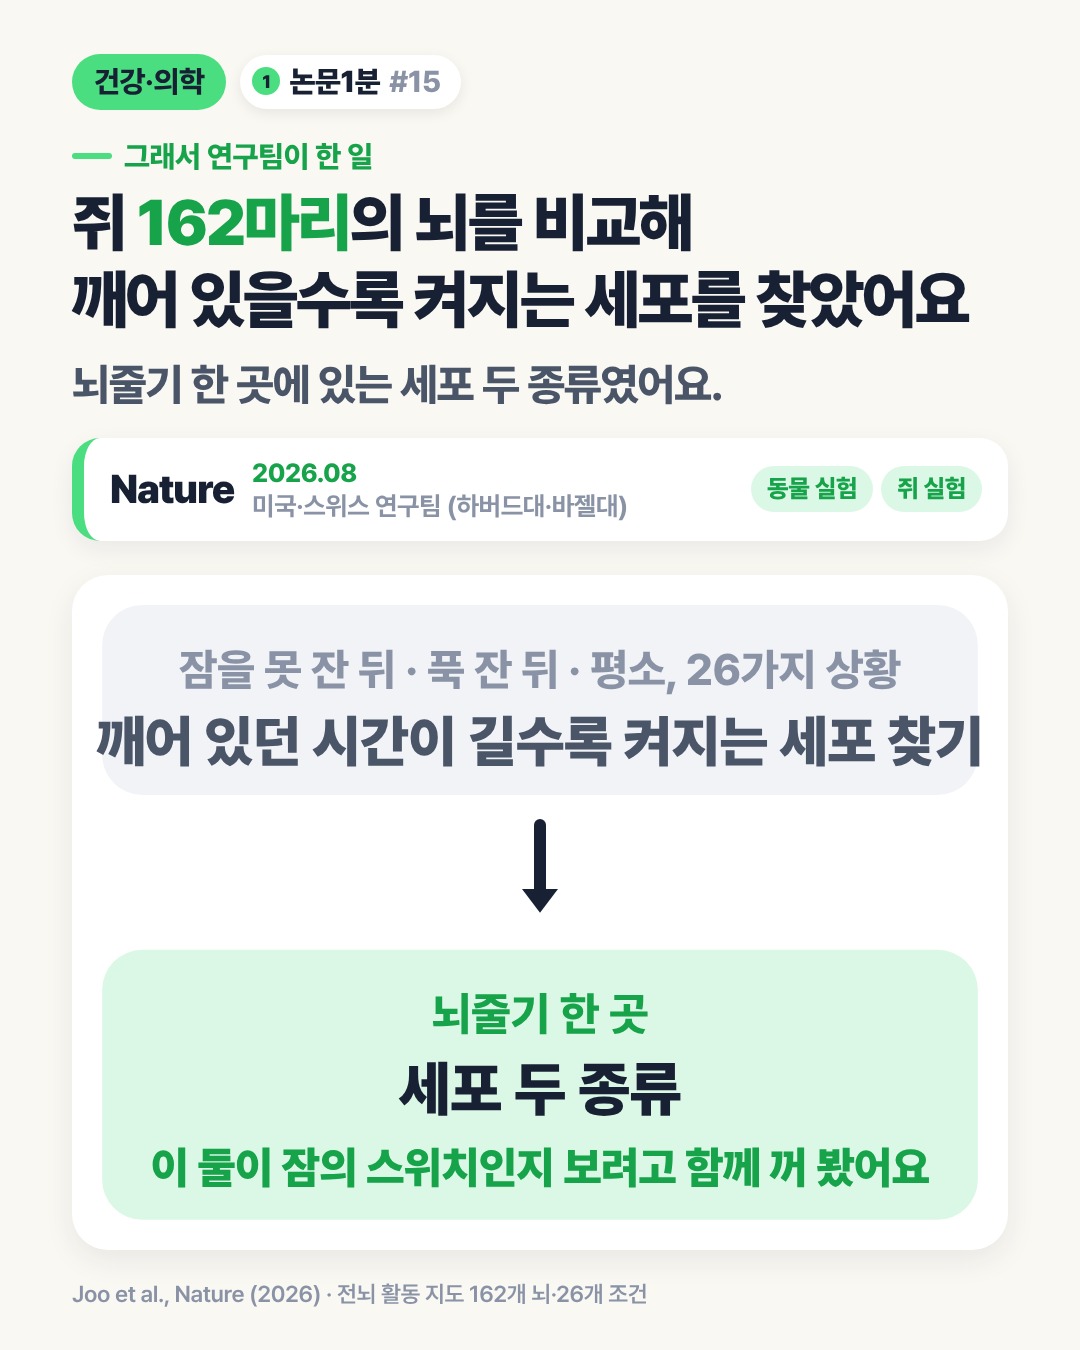 건강·의학
1 논문1분 #15
그래서 연구팀이 한 일
쥐 162마리의 뇌를 비교해
깨어 있을수록 켜지는 세포를 찾았어요
뇌줄기 한 곳에 있는 세포 두 종류였어요.
Nature
2026.08
미국·스위스 연구팀 (하버드대·바젤대)
동물 실험
쥐 실험
잠을 못 잔 뒤 · 푹 잔 뒤 · 평소, 26가지 상황
깨어 있던 시간이 길수록 켜지는 세포 찾기
뇌줄기 한 곳
세포 두 종류
이 둘이 잠의 스위치인지 보려고 함께 꺼 봤어요
Joo et al., Nature (2026) · 전뇌 활동 지도 162개 뇌·26개 조건